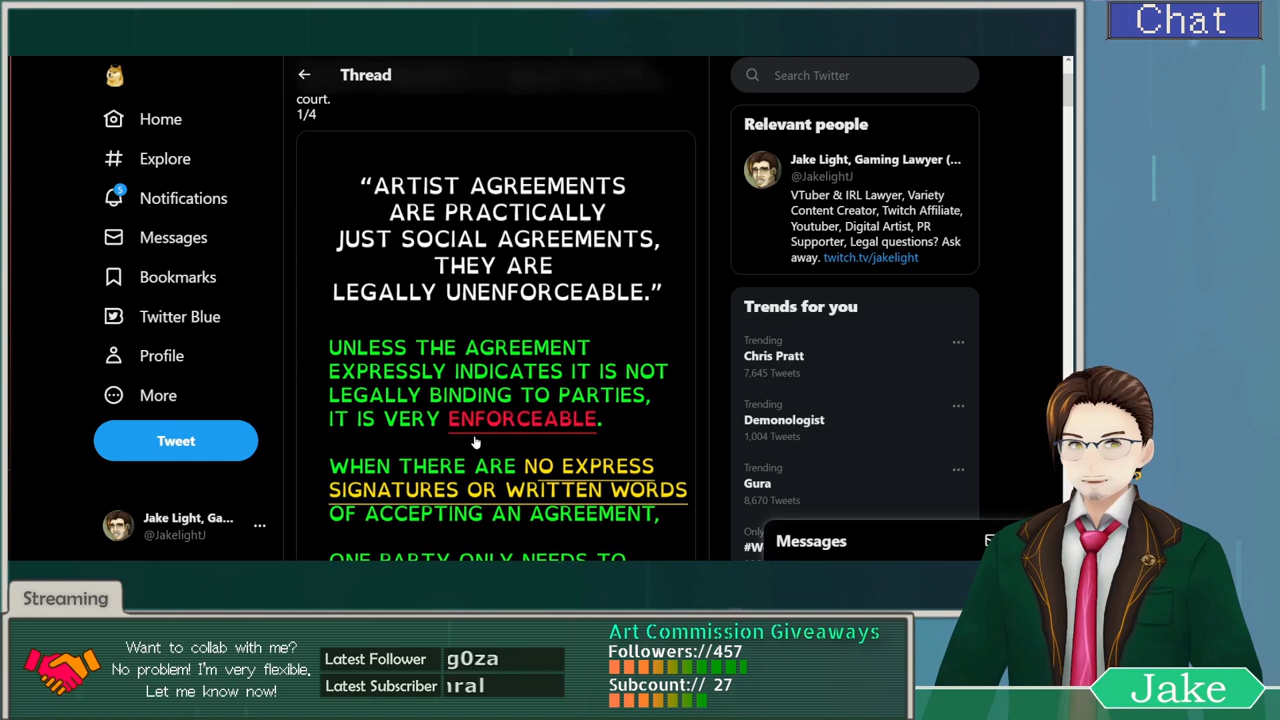 Chat
Thread
Search Twitter
court.
1/4
Home
Explore
5
Notifications
Messages
Bookmarks
Twitter Blue
Profile
More
Tweet
Jake Light, Ga...
@JakelightJ
“ARTIST AGREEMENTS
ARE PRACTICALLY
JUST SOCIAL AGREEMENTS,
THEY ARE
LEGALLY UNENFORCEABLE.”
UNLESS THE AGREEMENT
EXPRESSLY INDICATES IT IS NOT
LEGALLY BINDING TO PARTIES,
IT IS VERY ENFORCEABLE.
WHEN THERE ARE NO EXPRESS
SIGNATURES OR WRITTEN WORDS
OF ACCEPTING AN AGREEMENT,
ONE PARTY ONLY NEEDS TO
Relevant people
Jake Light, Gaming Lawyer (...
@JakelightJ
VTuber & IRL Lawyer, Variety
Content Creator, Twitch Affiliate,
Youtuber, Digital Artist, PR
Supporter, Legal questions? Ask
away. twitch.tv/jakelight
Trends for you
Trending
Chris Pratt
7,645 Tweets
Trending
Demonologist
1,004 Tweets
Trending
Gura
8,670 Tweets
Messages
Streaming
Want to collab with me?
No problem! I'm very flexible.
Let me know now!
Latest Follower
g0za
Latest Subscriber
ral
Art Commission Giveaways
Followers://457
Subcount:// 27
Jake